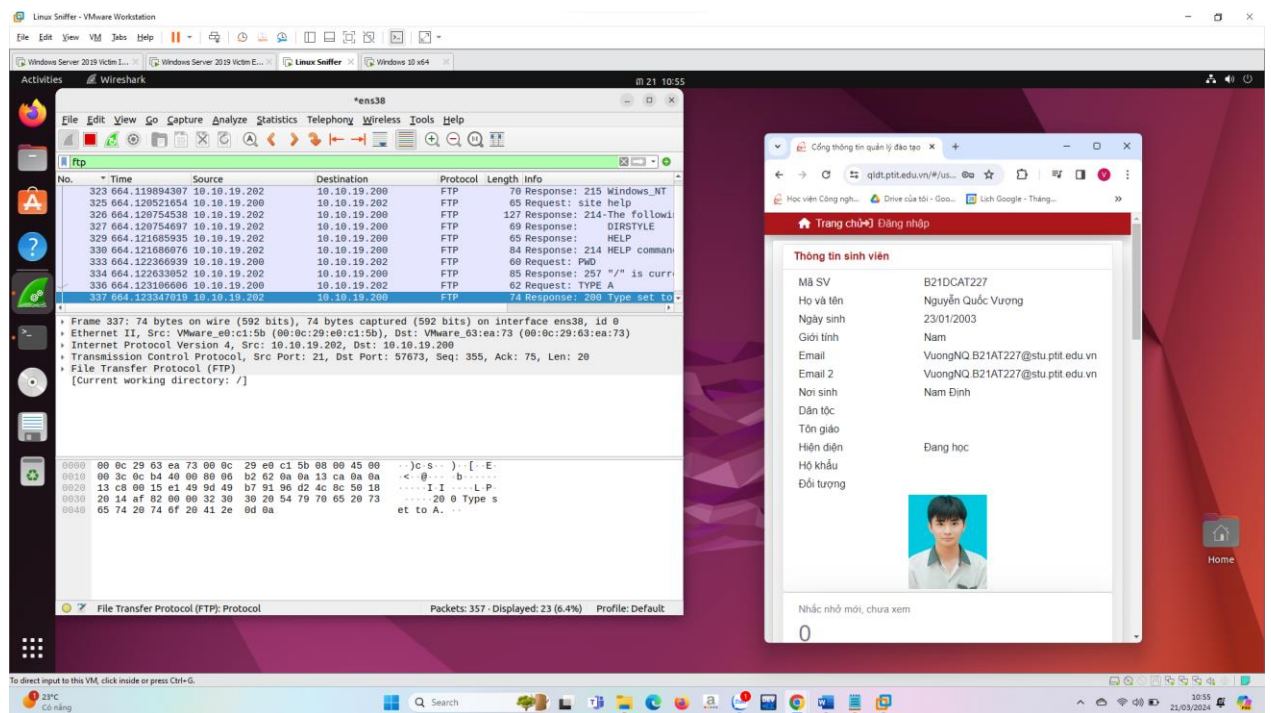 Linux Sniffer - VMware Workstation
File Edit View VM Tabs Help
Windows Server 2019 Victim I... × Windows Server 2019 Victim E... × Linux Sniffer × Windows 10 x64 ×
Activities Wireshark 21 10:55
*ens38
File Edit View Go Capture Analyze Statistics Telephony Wireless Tools Help
ftp
No. Time Source Destination Protocol Length Info
323 664.119894307 10.10.19.202 10.10.19.200 FTP 70 Response: 215 Windows_NT
325 664.120521654 10.10.19.200 10.10.19.202 FTP 65 Request: site help
326 664.120754538 10.10.19.202 10.10.19.200 FTP 127 Response: 214-The followi
327 664.120754697 10.10.19.202 10.10.19.200 FTP 69 Response: DIRSTYLE
329 664.121685935 10.10.19.202 10.10.19.200 FTP 65 Response: HELP
330 664.121686076 10.10.19.202 10.10.19.200 FTP 84 Response: 214 HELP comman
333 664.122366939 10.10.19.200 10.10.19.202 FTP 60 Request: PWD
334 664.122633052 10.10.19.202 10.10.19.200 FTP 85 Response: 257 "/" is curr
336 664.123106606 10.10.19.200 10.10.19.202 FTP 62 Request: TYPE A
337 664.123347019 10.10.19.202 10.10.19.200 FTP 74 Response: 200 Type set to
Frame 337: 74 bytes on wire (592 bits), 74 bytes captured (592 bits) on interface ens38, id 0
Ethernet II, Src: VMware_e0:c1:5b (00:0c:29:e0:c1:5b), Dst: VMware_63:ea:73 (00:0c:29:63:ea:73)
Internet Protocol Version 4, Src: 10.10.19.202, Dst: 10.10.19.200
Transmission Control Protocol, Src Port: 21, Dst Port: 57673, Seq: 355, Ack: 75, Len: 20
File Transfer Protocol (FTP)
[Current working directory: /]
0000 00 0c 29 63 ea 73 00 0c 29 e0 c1 5b 08 00 45 00 ··)c·s·· )··[··E·
0010 00 3c 0c b4 40 00 80 06 b2 62 0a 0a 13 ca 0a 0a ·<··@··· ·b······
0020 13 c8 00 15 e1 49 9d 49 b7 91 96 d2 4c 8c 50 18 ·····I·I ····L·P·
0030 20 14 af 82 00 00 32 30 30 20 54 79 70 65 20 73 ·····20 0 Type s
0040 65 74 20 74 6f 20 41 2e 0d 0a et to A. ··
File Transfer Protocol (FTP): Protocol Packets: 357 · Displayed: 23 (6.4%) Profile: Default
Cổng thông tin quản lý đào tạo × +
qldt.ptit.edu.vn/#/us...
Học viện Công ngh... Drive của tôi - Goo... Lịch Google - Tháng... »
Trang chủ Đăng nhập
Thông tin sinh viên
Mã SV B21DCAT227
Họ và tên Nguyễn Quốc Vượng
Ngày sinh 23/01/2003
Giới tính Nam
Email VuongNQ.B21AT227@stu.ptit.edu.vn
Email 2 VuongNQ.B21AT227@stu.ptit.edu.vn
Nơi sinh Nam Định
Dân tộc
Tôn giáo
Hiện diện Đang học
Hộ khẩu
Đối tượng
Nhắc nhở mới, chưa xem
0
Home
To direct input to this VM, click inside or press Ctrl+G.
23°C
Có nắng
Search
10:55
21/03/2024